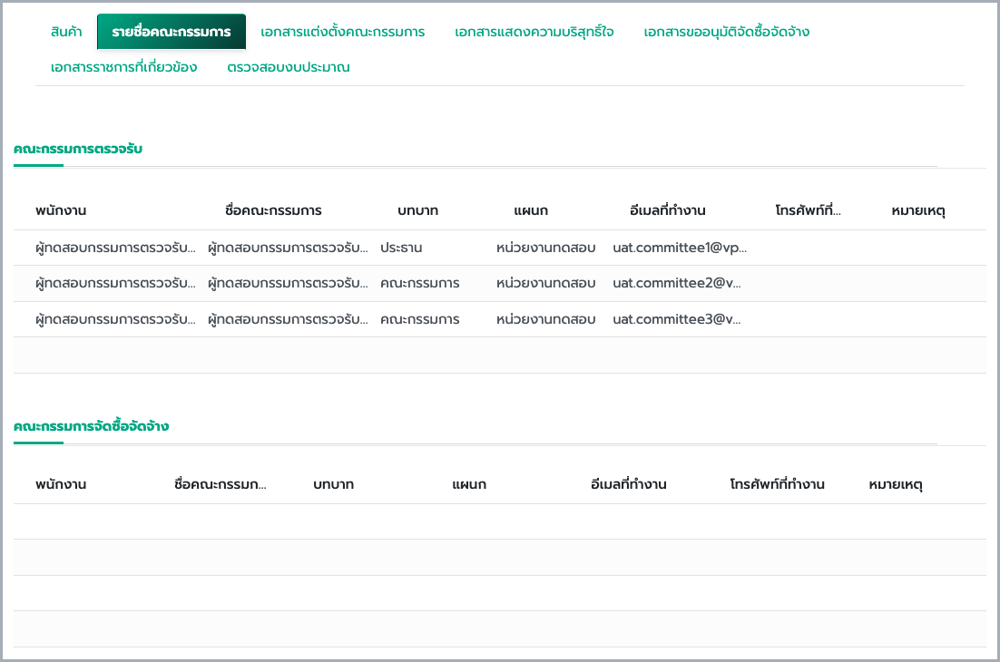 สินค้า รายชื่อคณะกรรมการ เอกสารแต่งตั้งคณะกรรมการ เอกสารแสดงความบริสุทธิ์ใจ เอกสารขออนุมัติจัดซื้อจัดจ้าง
เอกสารราชการที่เกี่ยวข้อง ตรวจสอบงบประมาณ
คณะกรรมการตรวจรับ
พนักงาน ชื่อคณะกรรมการ บทบาท แผนก อีเมลที่ทำงาน โทรศัพท์ที่... หมายเหตุ
ผู้ทดสอบกรรมการตรวจรับ... ผู้ทดสอบกรรมการตรวจรับ... ประธาน หน่วยงานทดสอบ uat.committee1@vp...
ผู้ทดสอบกรรมการตรวจรับ... ผู้ทดสอบกรรมการตรวจรับ... คณะกรรมการ หน่วยงานทดสอบ uat.committee2@v...
ผู้ทดสอบกรรมการตรวจรับ... ผู้ทดสอบกรรมการตรวจรับ... คณะกรรมการ หน่วยงานทดสอบ uat.committee3@v...
คณะกรรมการจัดซื้อจัดจ้าง
พนักงาน ชื่อคณะกรรมก... บทบาท แผนก อีเมลที่ทำงาน โทรศัพท์ที่ทำงาน หมายเหตุ